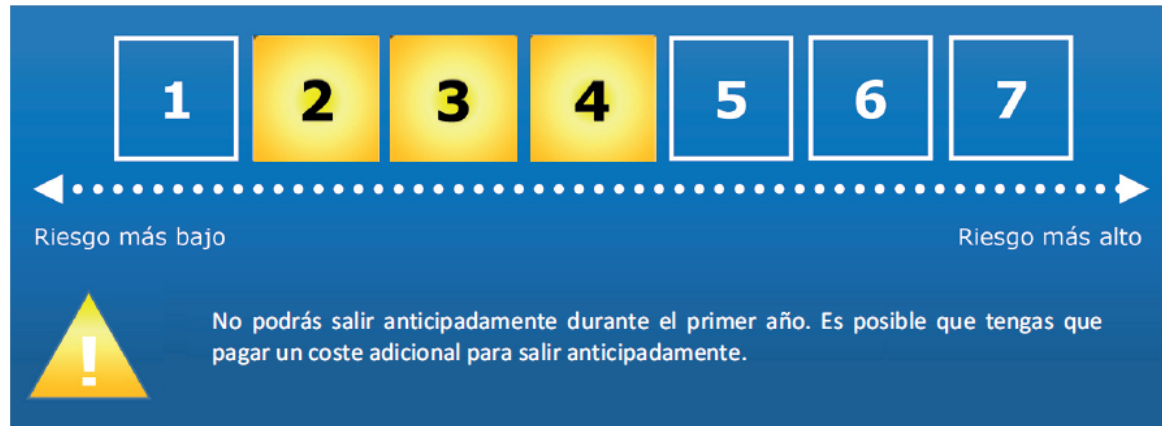 1 2 3 4 5 6 7
Riesgo más bajo Riesgo más alto
! No podrás salir anticipadamente durante el primer año. Es posible que tengas que
pagar un coste adicional para salir anticipadamente.